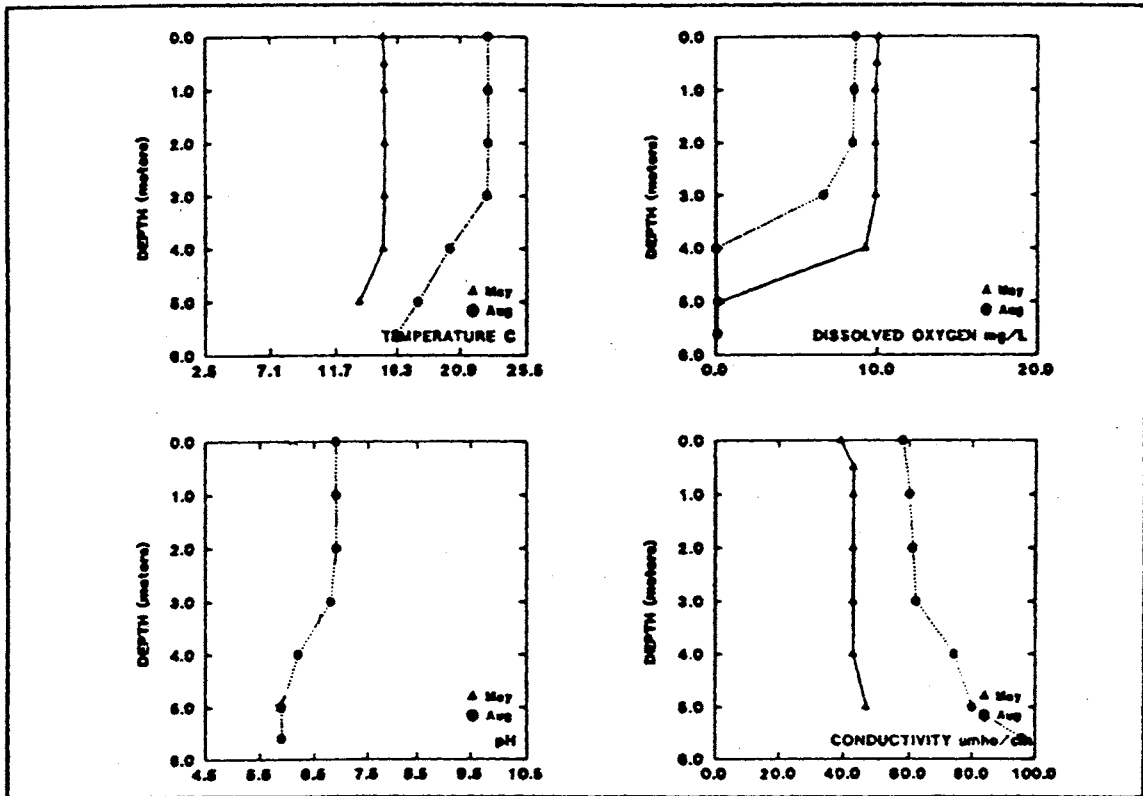 0.0
1.0
2.0
3.0
4.0
5.0
6.0
DEPTH (meters)
May
Aug
TEMPERATURE C
2.5 7.1 11.7 16.3 20.9 25.5
0.0
1.0
2.0
3.0
4.0
5.0
6.0
DEPTH (meters)
May
Aug
DISSOLVED OXYGEN mg/L
0.0 10.0 20.0
0.0
1.0
2.0
3.0
4.0
5.0
6.0
DEPTH (meters)
May
Aug
pH
4.5 5.5 6.5 7.5 8.5 9.5 10.5
0.0
1.0
2.0
3.0
4.0
5.0
6.0
DEPTH (meters)
May
Aug
CONDUCTIVITY umho/cm
0.0 20.0 40.0 60.0 80.0 100.0